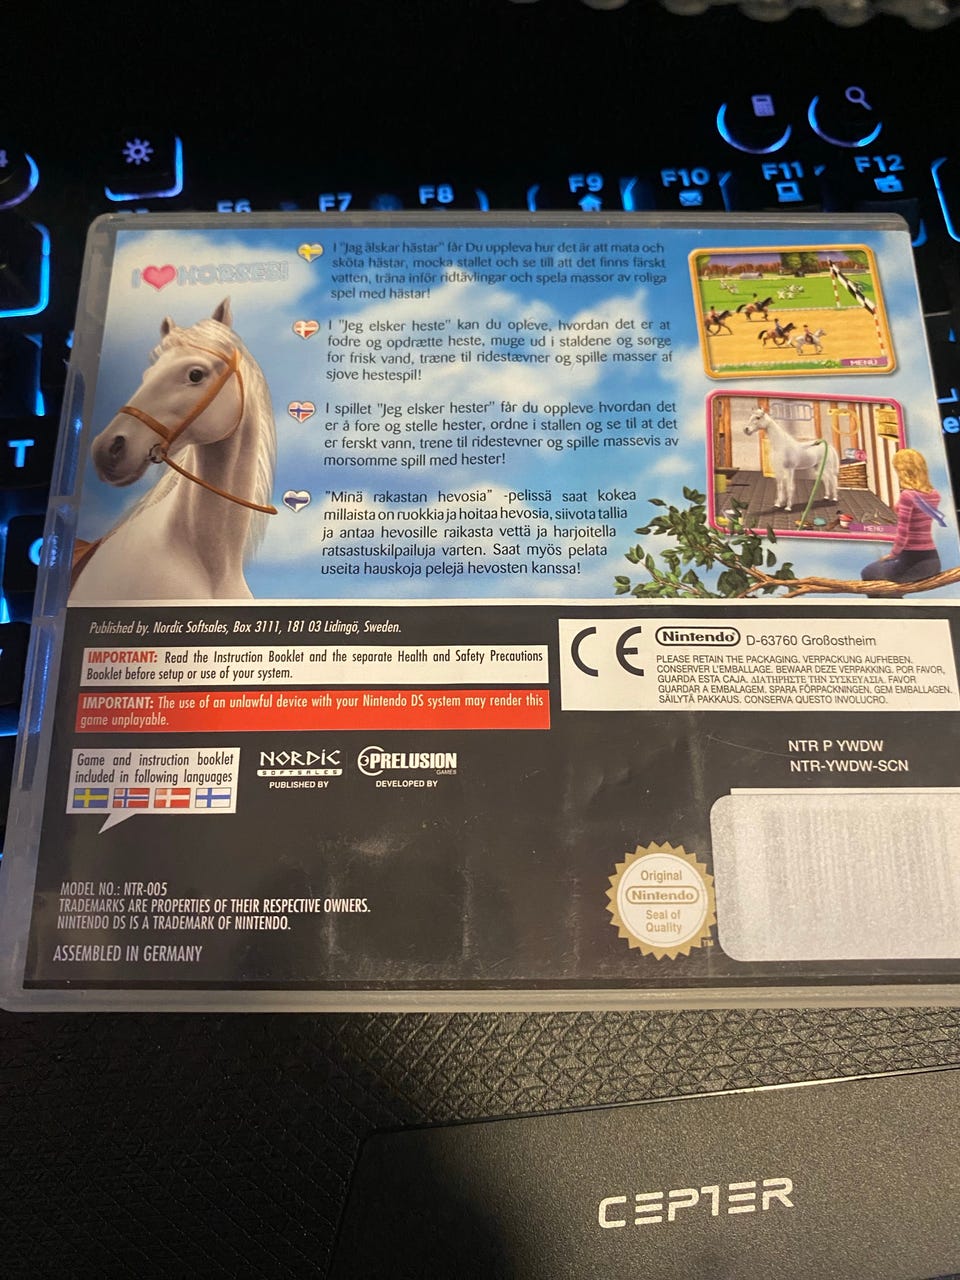 F6
F7
F8
F9
F10
F11
F12
I HORSES!
I "Jag älskar hästar" får Du uppleva hur det är att mata och
sköta hästar, mocka stallet och se till att det finns färskt
vatten, träna inför ridtävlingar och spela massor av roliga
spel med hästar!
I "Jeg elsker heste" kan du opleve, hvordan det er at
fodre og opdrætte heste, muge ud i staldene og sørge
for frisk vand, træne til ridestævner og spille masser af
sjove hestespil!
I spillet "Jeg elsker hester" får du oppleve hvordan det
er å fore og stelle hester, ordne i stallen og se til at det
er ferskt vann, trene til ridestevner og spille massevis av
morsomme spill med hester!
"Minä rakastan hevosia" -pelissä saat kokea
millaista on ruokkia ja hoitaa hevosia, siivota tallia
ja antaa hevosille raikasta vettä ja harjoitella
ratsastuskilpailuja varten. Saat myös pelata
useita hauskoja pelejä hevosten kanssa!
MENU
MENU
T
Published by. Nordic Softsales, Box 3111, 181 03 Lidingö, Sweden.
IMPORTANT: Read the Instruction Booklet and the separate Health and Safety Precautions
Booklet before setup or use of your system.
IMPORTANT: The use of an unlawful device with your Nintendo DS system may render this
game unplayable.
CE
Nintendo D-63760 Großostheim
PLEASE RETAIN THE PACKAGING. VERPACKUNG AUFHEBEN.
CONSERVER L'EMBALLAGE. BEWAAR DEZE VERPAKKING. POR FAVOR,
GUARDA ESTA CAJA. ΔΙΑΤΗΡΗΣΤΕ ΤΗΝ ΣΥΣΚΕΥΑΣΙΑ. FAVOR
GUARDAR A EMBALAGEM. SPARA FÖRPACKNINGEN. GEM EMBALLAGEN.
SÄILYTÄ PAKKAUS. CONSERVA QUESTO INVOLUCRO.
Game and instruction booklet
included in following languages
NORDIC
SOFTSALES
PUBLISHED BY
PRELUSION
GAMES
DEVELOPED BY
NTR P YWDW
NTR-YWDW-SCN
MODEL NO.: NTR-005
TRADEMARKS ARE PROPERTIES OF THEIR RESPECTIVE OWNERS.
NINTENDO DS IS A TRADEMARK OF NINTENDO.
ASSEMBLED IN GERMANY
Original
Nintendo
Seal of
Quality
TM
CEPTER